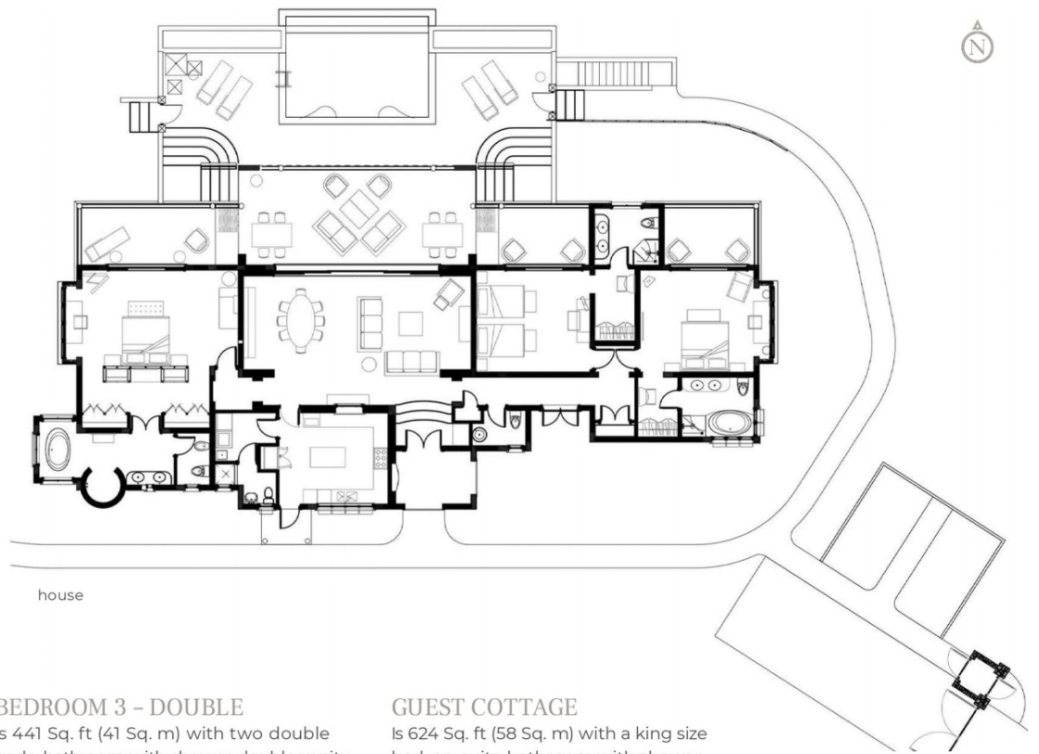 N
house
BEDROOM 3 – DOUBLE
Is 441 Sq. ft (41 Sq. m) with two double
GUEST COTTAGE
Is 624 Sq. ft (58 Sq. m) with a king size